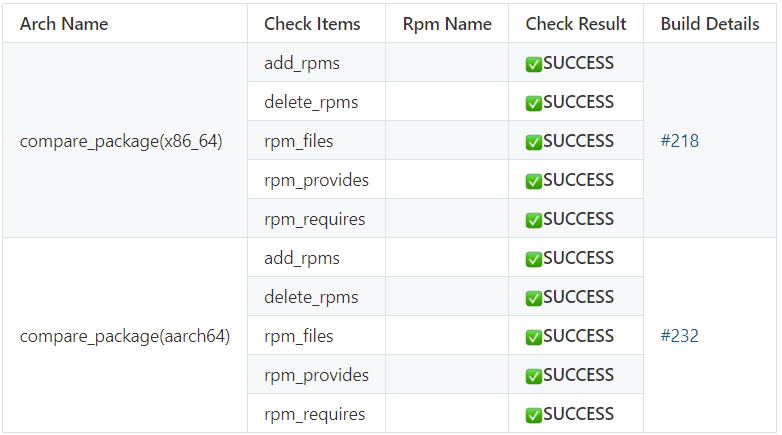 Arch Name Check Items Rpm Name Check Result Build Details
compare_package(x86_64) add_rpms ✅SUCCESS #218
delete_rpms ✅SUCCESS
rpm_files ✅SUCCESS
rpm_provides ✅SUCCESS
rpm_requires ✅SUCCESS
compare_package(aarch64) add_rpms ✅SUCCESS #232
delete_rpms ✅SUCCESS
rpm_files ✅SUCCESS
rpm_provides ✅SUCCESS
rpm_requires ✅SUCCESS